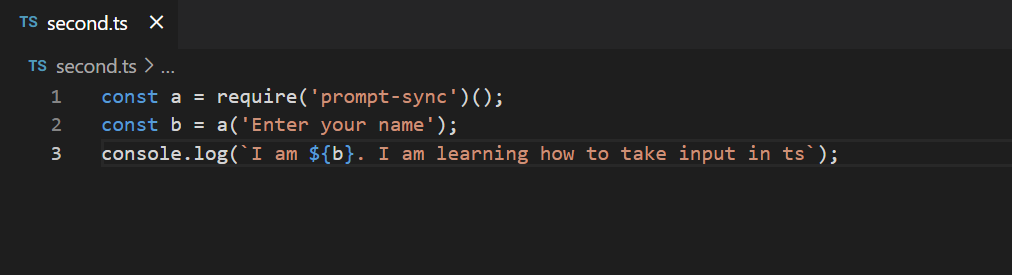 TS second.ts ×
TS second.ts > ...
1 const a = require('prompt-sync')();
2 const b = a('Enter your name');
3 console.log(`I am ${b}. I am learning how to take input in ts`);